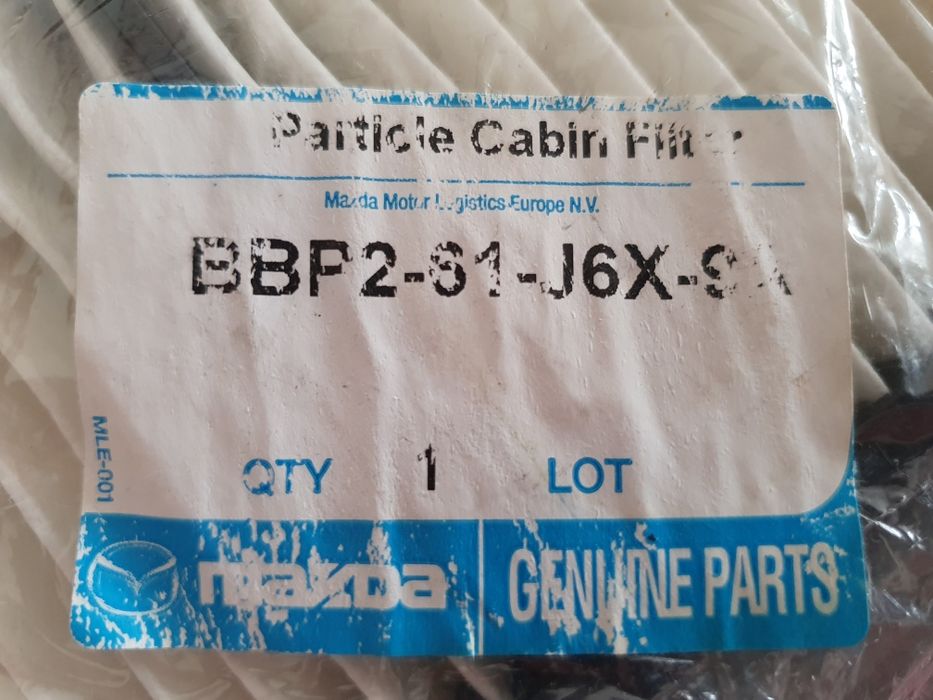 Particle Cabin Filter
Mazda Motor Logistics Europe N.V.
BBP2-61-J6X-9A
MLE-001
QTY 1 LOT
mazda GENUINE PARTS